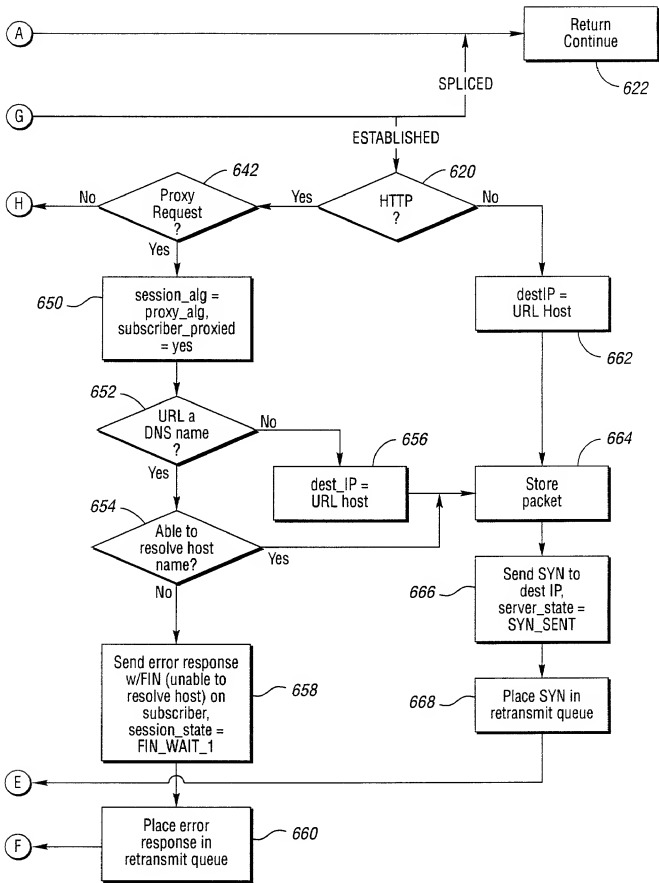 A
Return
Continue
622
SPLICED
G
ESTABLISHED
642
620
H
No
Proxy
Request
?
Yes
HTTP
?
No
Yes
650
session_alg =
proxy_alg,
subscriber_proxied
= yes
destIP =
URL Host
662
652
URL a
DNS name
?
No
Yes
656
dest_IP =
URL host
664
Store
packet
654
Able to
resolve host
name?
Yes
No
666
Send SYN to
dest IP,
server_state =
SYN_SENT
Send error response
w/FIN (unable to
resolve host) on
subscriber,
session_state =
FIN_WAIT_1
658
668
Place SYN in
retransmit queue
E
Place error
response in
retransmit queue
660
F